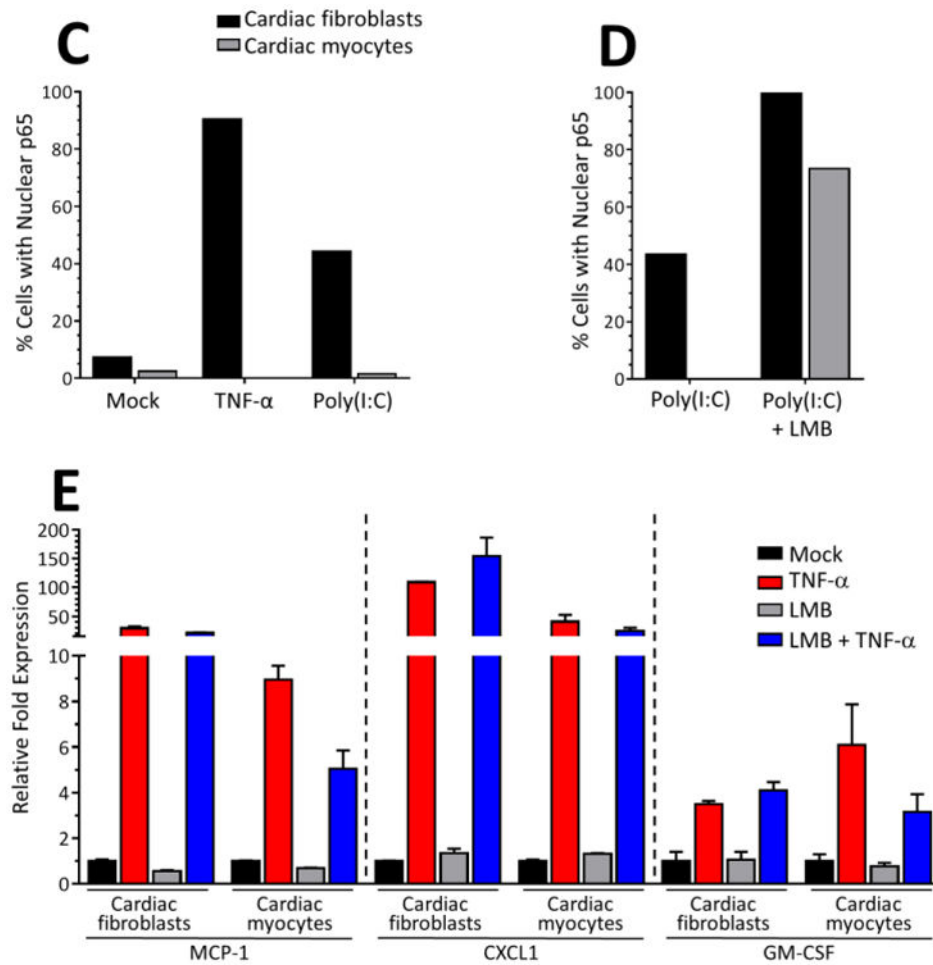 C
Cardiac fibroblasts
Cardiac myocytes
% Cells with Nuclear p65
100
80
60
40
20
0
Mock TNF-α Poly(I:C)
D
% Cells with Nuclear p65
100
80
60
40
20
0
Poly(I:C) Poly(I:C)
+ LMB
E
Relative Fold Expression
200
150
100
50
10
8
6
4
2
0
Mock
TNF-α
LMB
LMB + TNF-α
Cardiac Cardiac Cardiac Cardiac Cardiac Cardiac
fibroblasts myocytes fibroblasts myocytes fibroblasts myocytes
MCP-1 CXCL1 GM-CSF